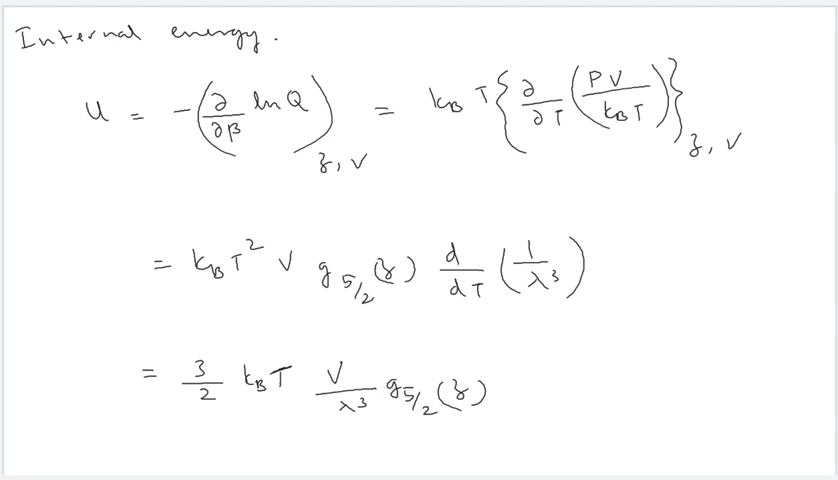 Internal energy.
U = -(∂/∂β ln Q)_{z, V} = k_B T {∂/∂T (PV/k_B T)}_{z, V}
= k_B T² V g_{5/2}(z) d/dT (1/λ³)
= 3/2 k_B T V/λ³ g_{5/2}(z)